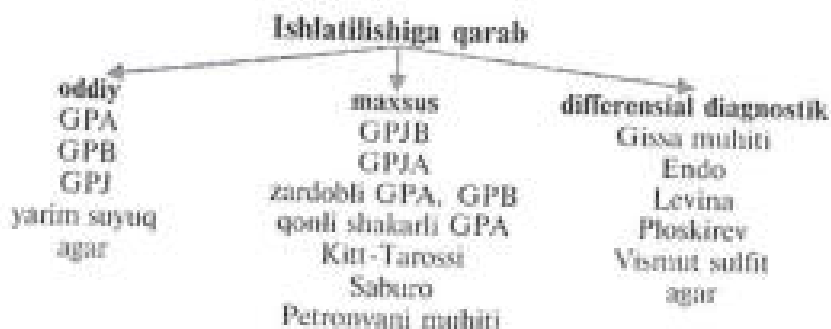 Ishlatilishiga qarab
oddiy
GPA
GPB
GPJ
yarim suyuq
agar
maxsus
GPJB
GPJA
zardobli GPA, GPB
qonli shakarli GPA
Kitt-Tarossi
Saburo
Petronyani muhiti
differensial diagnostik
Gissa muhiti
Endo
Levina
Ploskirev
Vismut sulfit
agar